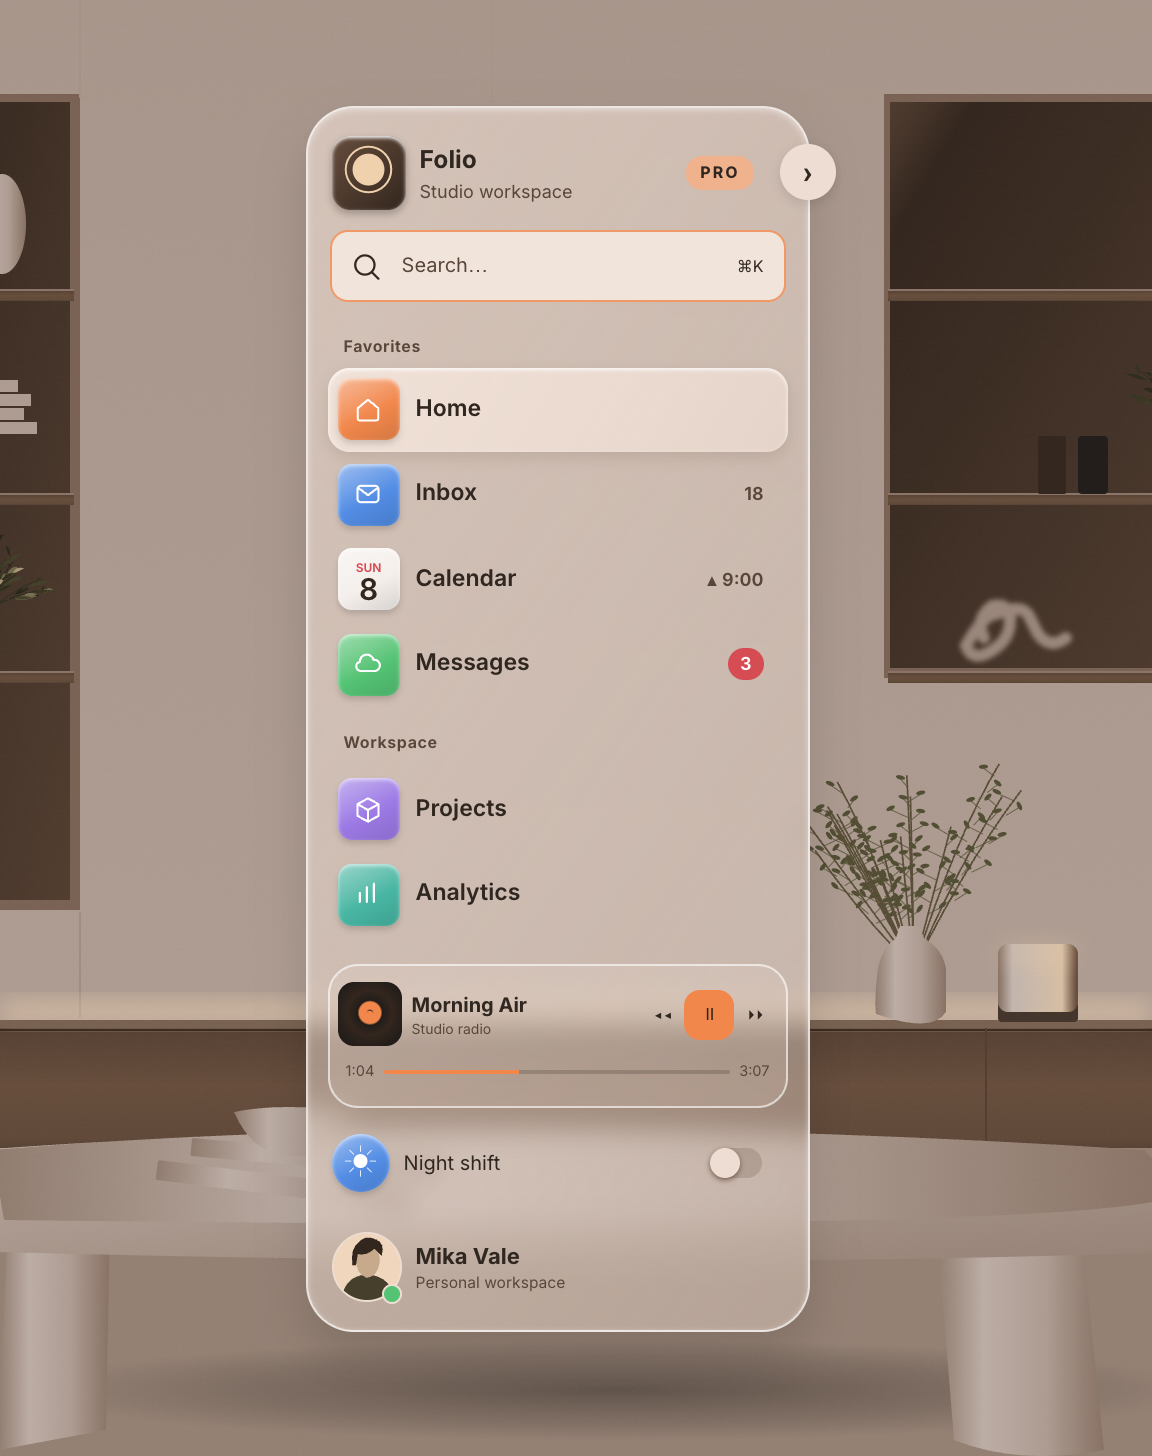 Folio
Studio workspace
PRO
›
Search...
⌘K
Favorites
Home
Inbox
18
SUN
8
Calendar
▲ 9:00
Messages
3
Workspace
Projects
Analytics
Morning Air
Studio radio
1:04
3:07
Night shift
Mika Vale
Personal workspace